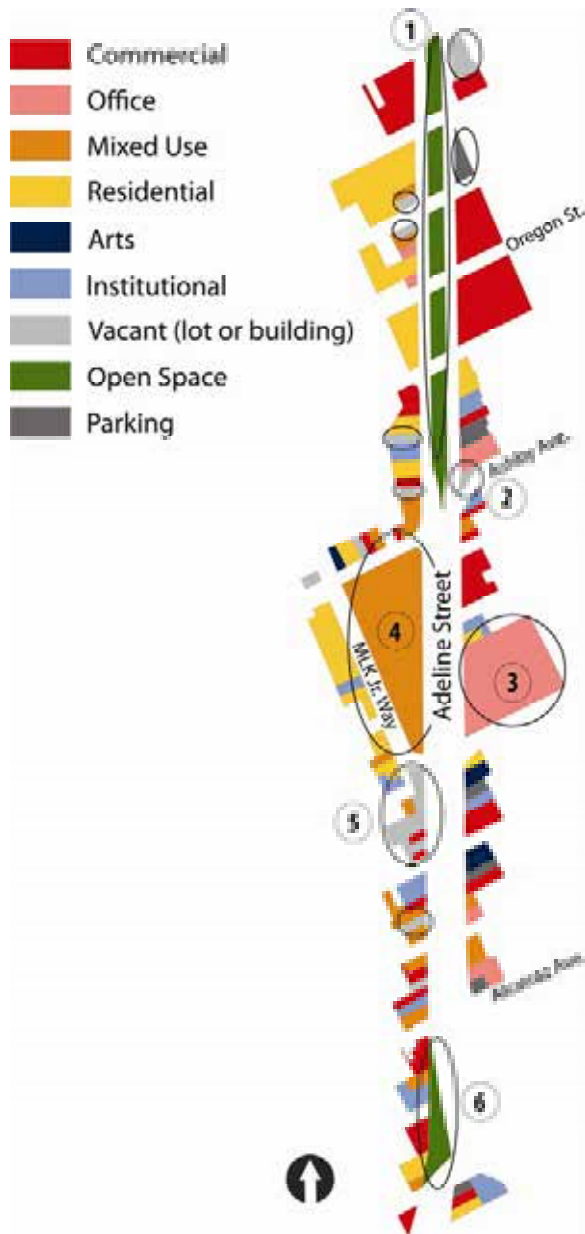 1
Commercial
Office
Mixed Use
Residential
Arts
Institutional
Vacant (lot or building)
Open Space
Parking
Oregon St.
Ashby Ave.
2
Adeline Street
4
MLK Jr. Way
3
5
Alcatraz Ave.
6